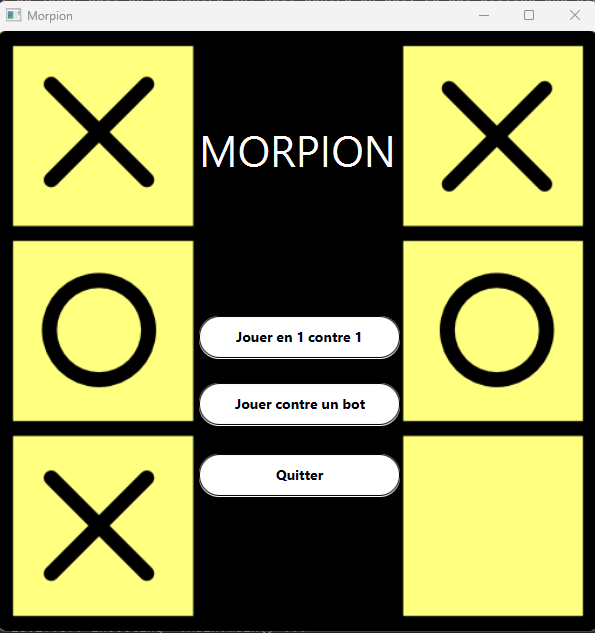 Morpion
MORPION
Jouer en 1 contre 1
Jouer contre un bot
Quitter